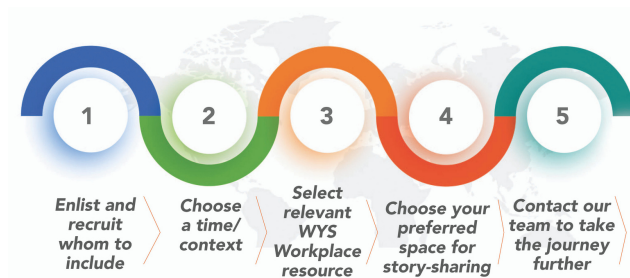 1
2
3
4
5
Enlist and
recruit
whom to
include
Choose
a time/
context
Select
relevant
WYS
Workplace
resource
Choose your
preferred
space for
story-sharing
Contact our
team to take
the journey
further